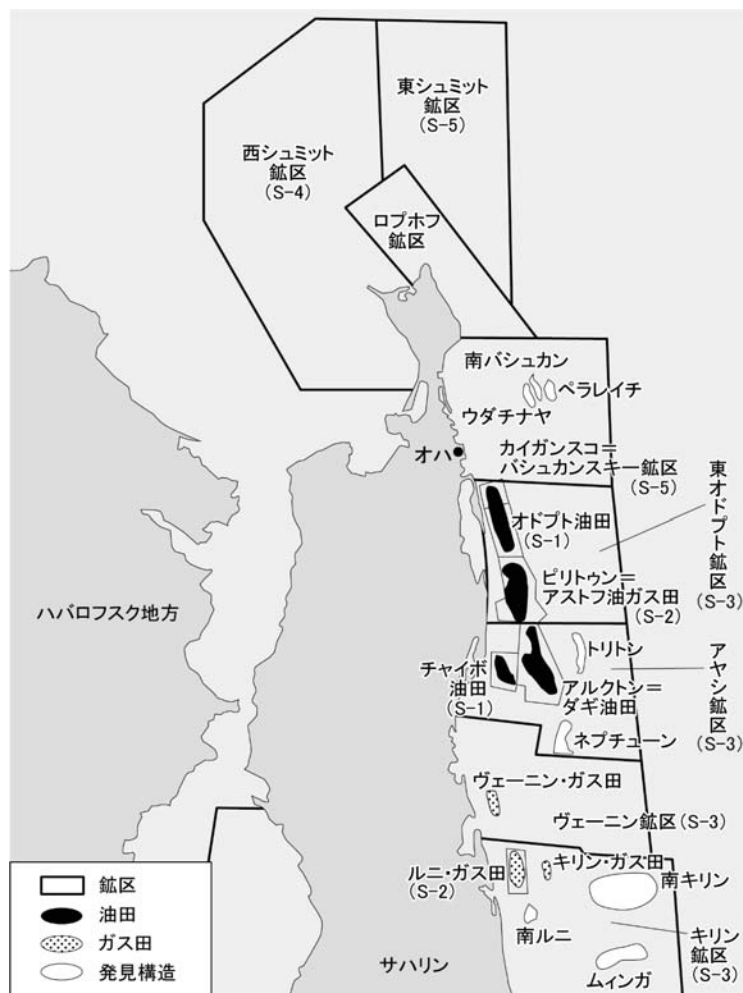 東シュミット
鉱区
(S-5)
西シュミット
鉱区
(S-4)
ロプホフ
鉱区
南バシュカン
ペラレイチ
ウダチナヤ
オハ
カイガンスコ＝
バシュカンスキー鉱区
(S-5)
東オドプト鉱区
(S-3)
オドプト油田
(S-1)
ピリトゥン＝
アストフ油ガス田
(S-2)
ハバロフスク地方
トリトン
アヤシ鉱区
(S-3)
チャイボ
油田
(S-1)
アルクトン＝
ダギ油田
ネプチューン
ヴェーニン・ガス田
ヴェーニン鉱区(S-3)
ルニ・ガス田
(S-2)
キリン・ガス田
南キリン
南ルニ
キリン
鉱区
(S-3)
ムィンガ
サハリン
鉱区
油田
ガス田
発見構造